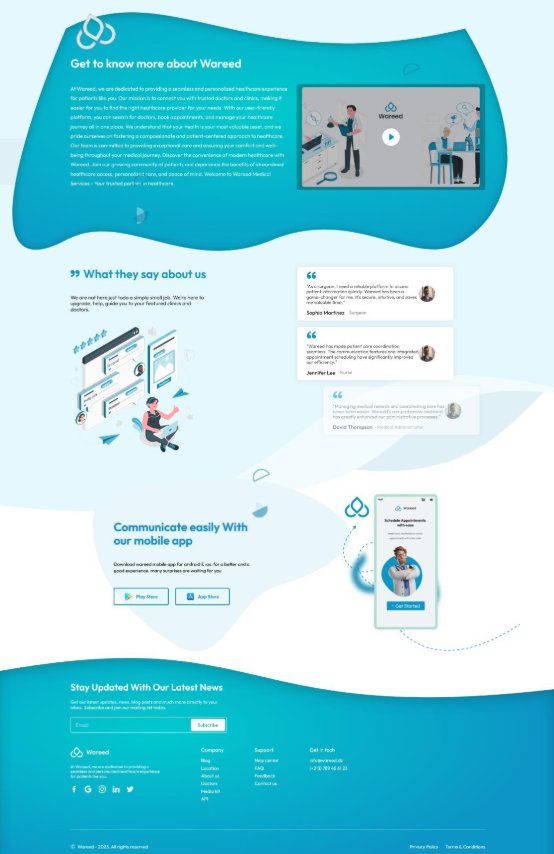 Get to know more about Wareed
At Wareed, we are dedicated to providing a seamless and personalized healthcare experience
for patients like you. Our mission is to connect you with trusted doctors and clinics, making it
easier for you to find the right healthcare provider for your needs. With our user-friendly
platform, you can search for doctors, book appointments, and manage your healthcare
journey all in one place. We understand that your health is your most valuable asset, and we
pride ourselves on fostering a compassionate and patient-centered approach to healthcare.
Our team is committed to providing exceptional care and ensuring your comfort and well-
being throughout your medical journey. Discover the convenience of modern healthcare with
Wareed. Join our growing community of patients and experience the benefits of streamlined
healthcare access, personalized care, and peace of mind. Welcome to Wareed Medical
Services - Your trusted partner in healthcare.
Wareed
What they say about us
We are not here just todo a simple small job. We're here to
upgrade, help, guide you to your featured clinics and
doctors.
"As a surgeon, I need a reliable platform to access
patient information quickly. Wareed has been a
game-changer for me. It's secure, intuitive, and saves
me valuable time."
Sophia Martinez Surgeon
"Wareed has made patient care coordination
seamless. The communication features and integrated
appointment scheduling have significantly improved
our efficiency."
Jennifer Lee Nurse
"Managing medical records and coordinating care has
never been easier. Wareed's comprehensive platform
has greatly enhanced our administrative processes."
David Thompson Medical Administrator
Communicate easily With
our mobile app
Download wareed mobile app for android & ios. for a better and a
good experience. many surprises are waiting for you
Play Store
App Store
Wareed
Schedule Appointments
with ease
Get Started
Stay Updated With Our Latest News
Get our latest updates, news, blog posts and much more directly to your
inbox. Subscribe and join our mailing list today.
Email
Subscribe
Wareed
At Wareed, we are dedicated to providing a
seamless and personalized healthcare experience
for patients like you.
Company
Blog
Location
About us
Doctors
Media kit
API
Support
Help center
FAQ
Feedback
Contact us
Get it toch
info@wareed.dz
(+213) 789 45 61 23
© Wareed - 2023. All rights reserved
Privacy Policy Terms & Conditions